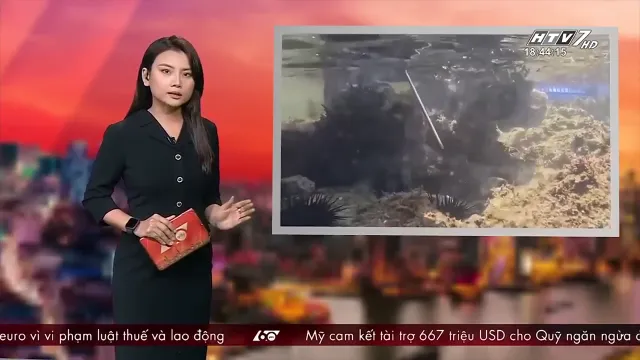 HTV7 HD
18:44:15
euro vì vi phạm luật thuế và lao động 60 Mỹ cam kết tài trợ 667 triệu USD cho Quỹ ngăn ngừa